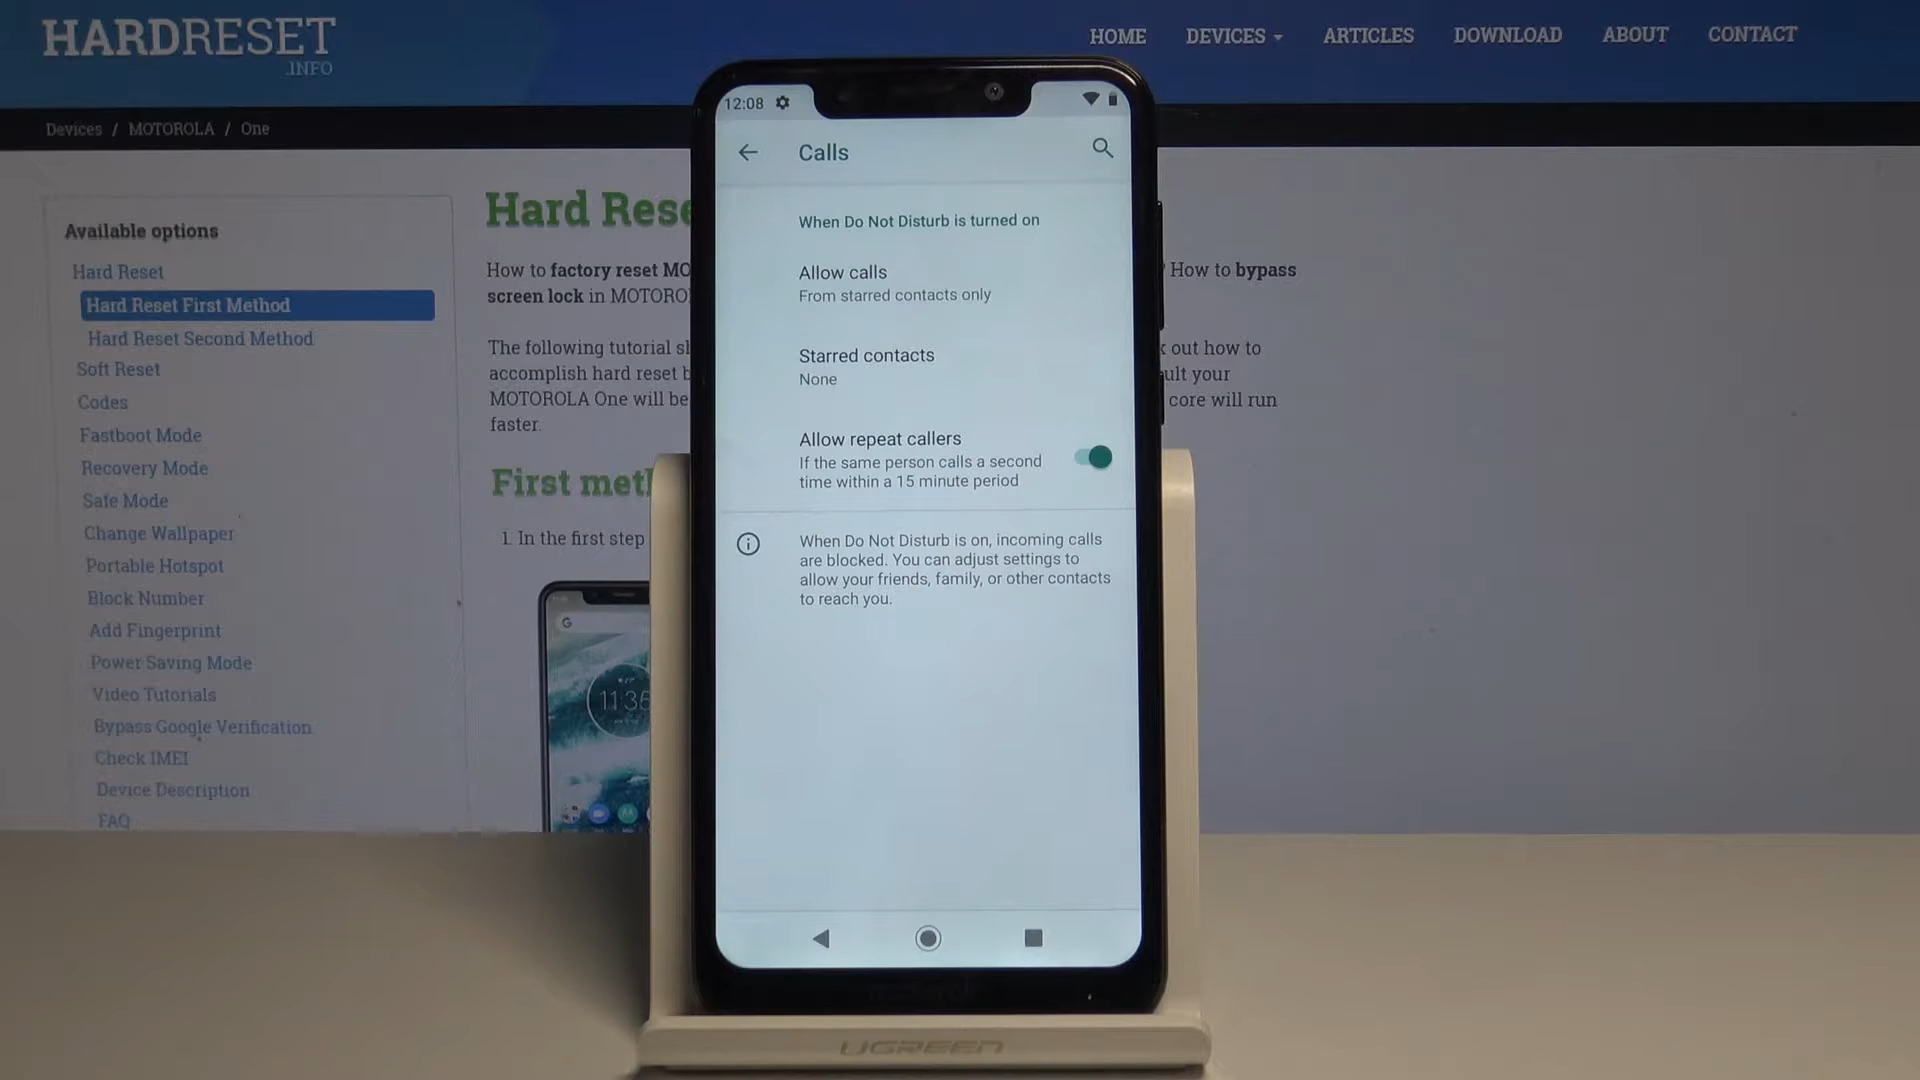 HARDRESET
.INFO
HOME
DEVICES
ARTICLES
DOWNLOAD
ABOUT
CONTACT
Devices / MOTOROLA / One
Available options
Hard Reset
Hard Reset First Method
Hard Reset Second Method
Soft Reset
Codes
Fastboot Mode
Recovery Mode
Safe Mode
Change Wallpaper
Portable Hotspot
Block Number
Add Fingerprint
Power Saving Mode
Video Tutorials
Bypass Google Verification
Check IMEI
Device Description
FAQ
Hard Rese
How to factory reset MO
How to bypass
screen lock in MOTORO
The following tutorial
out how to
accomplish hard reset
ult your
MOTOROLA One will be
core will run
faster.
First met
1. In the first step
G
11:36
12:08
Calls
When Do Not Disturb is turned on
Allow calls
From starred contacts only
Starred contacts
None
Allow repeat callers
If the same person calls a second
time within a 15 minute period
When Do Not Disturb is on, incoming calls
are blocked. You can adjust settings to
allow your friends, family, or other contacts
to reach you.
UGREEN